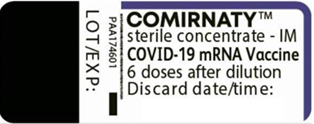 LOT/EXP:
PAA174601
COMIRNATY™
sterile concentrate - IM
COVID-19 mRNA Vaccine
6 doses after dilution
Discard date/time: